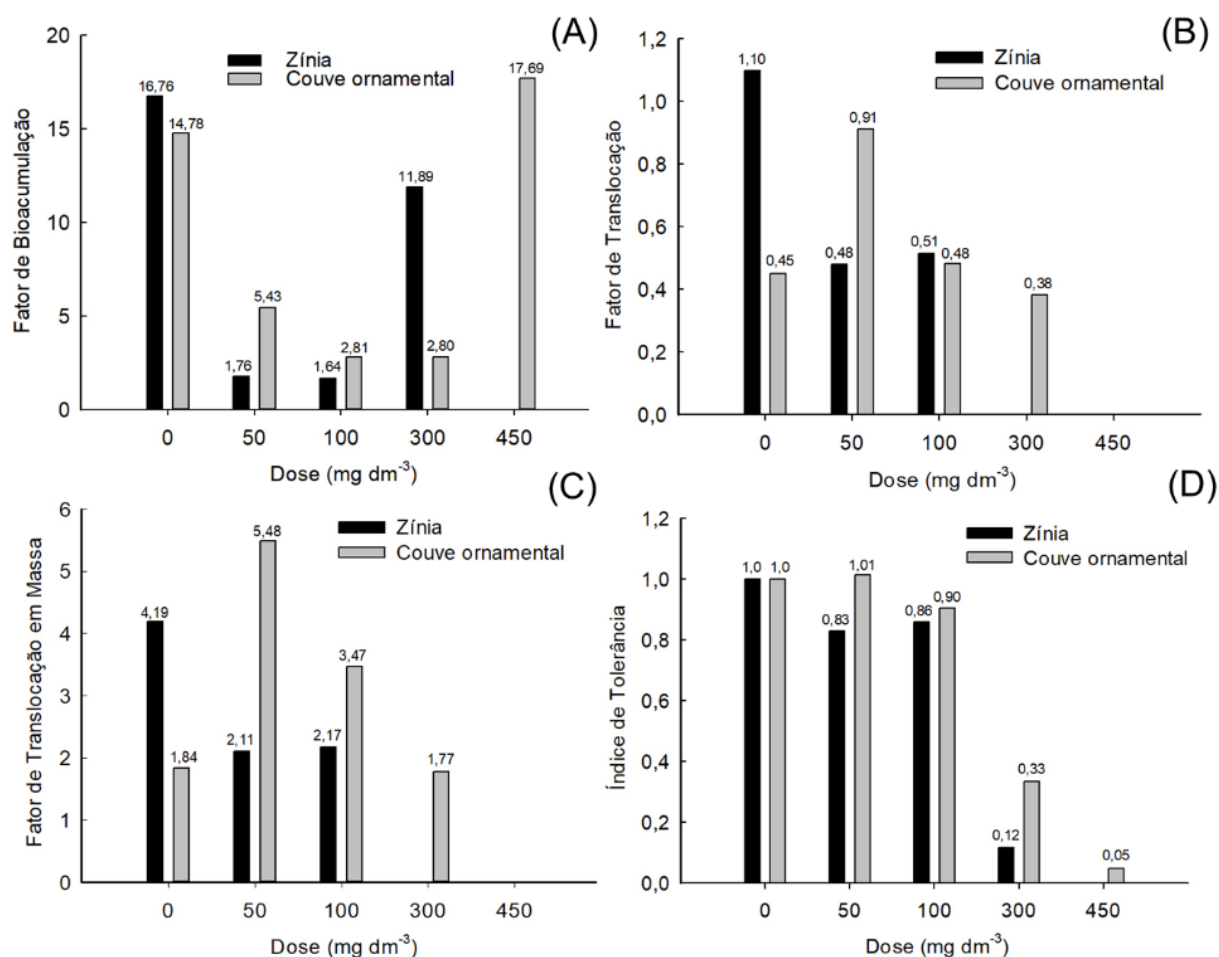 (A)
Fator de Bioacumulação
20
15
10
5
0
Zínia
Couve ornamental
16,76
14,78
1,76
5,43
1,64
2,81
11,89
2,80
17,69
0 50 100 300 450
Dose (mg dm⁻³)
(B)
Fator de Translocação
1,2
1,0
0,8
0,6
0,4
0,2
0,0
Zínia
Couve ornamental
1,10
0,45
0,48
0,91
0,51
0,48
0,38
0 50 100 300 450
Dose (mg dm⁻³)
(C)
Fator de Translocação em Massa
6
5
4
3
2
1
0
Zínia
Couve ornamental
4,19
1,84
2,11
5,48
2,17
3,47
1,77
0 50 100 300 450
Dose (mg dm⁻³)
(D)
Índice de Tolerância
1,2
1,0
0,8
0,6
0,4
0,2
0,0
Zínia
Couve ornamental
1,0
1,0
0,83
1,01
0,86
0,90
0,12
0,33
0,05
0 50 100 300 450
Dose (mg dm⁻³)